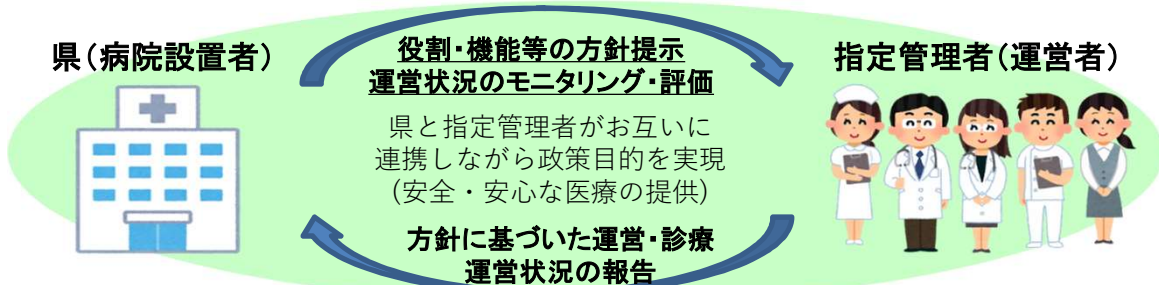 県(病院設置者)
役割・機能等の方針提示
運営状況のモニタリング・評価
指定管理者(運営者)
県と指定管理者がお互いに
連携しながら政策目的を実現
(安全・安心な医療の提供)
方針に基づいた運営・診療
運営状況の報告